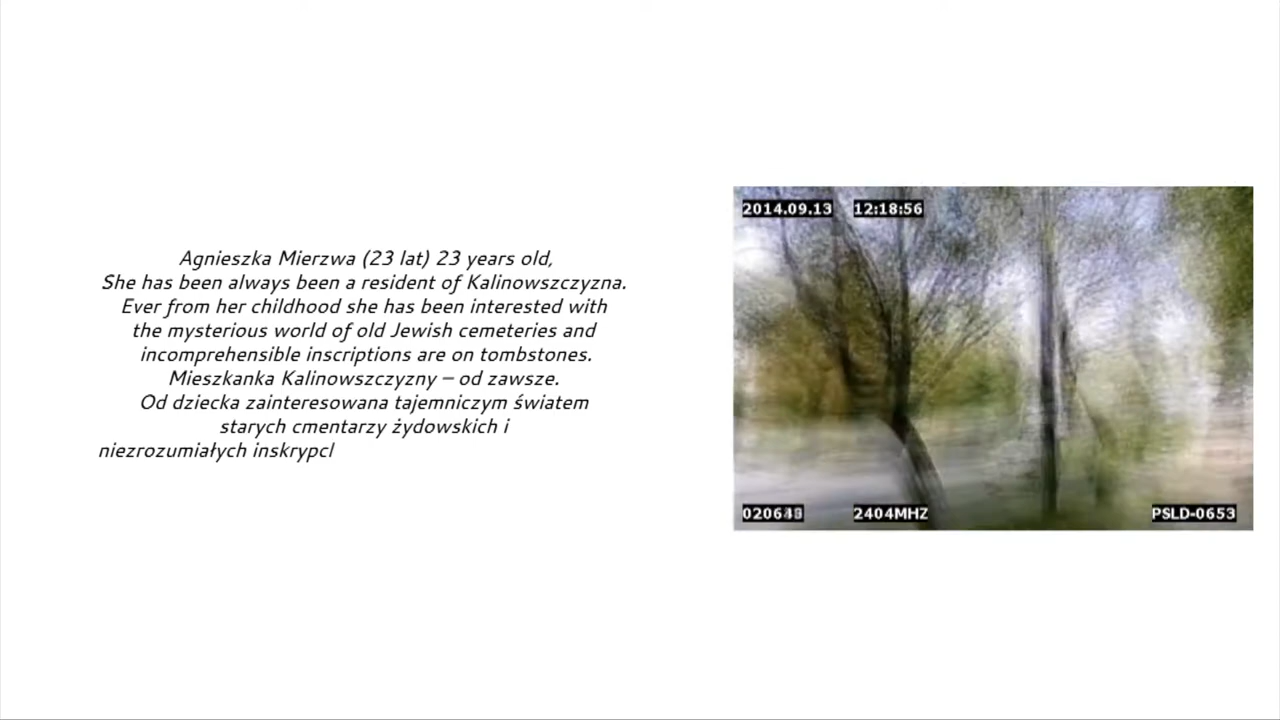 Agnieszka Mierzwa (23 lat) 23 years old,
She has been always been a resident of Kalinowszczyzna.
Ever from her childhood she has been interested with
the mysterious world of old Jewish cemeteries and
incomprehensible inscriptions are on tombstones.
Mieszkanka Kalinowszczyzny – od zawsze.
Od dziecka zainteresowana tajemniczym światem
starych cmentarzy żydowskich i
niezrozumiałych inskrypcl
2014.09.13 12:18:56
2404MHZ PSLD-0653